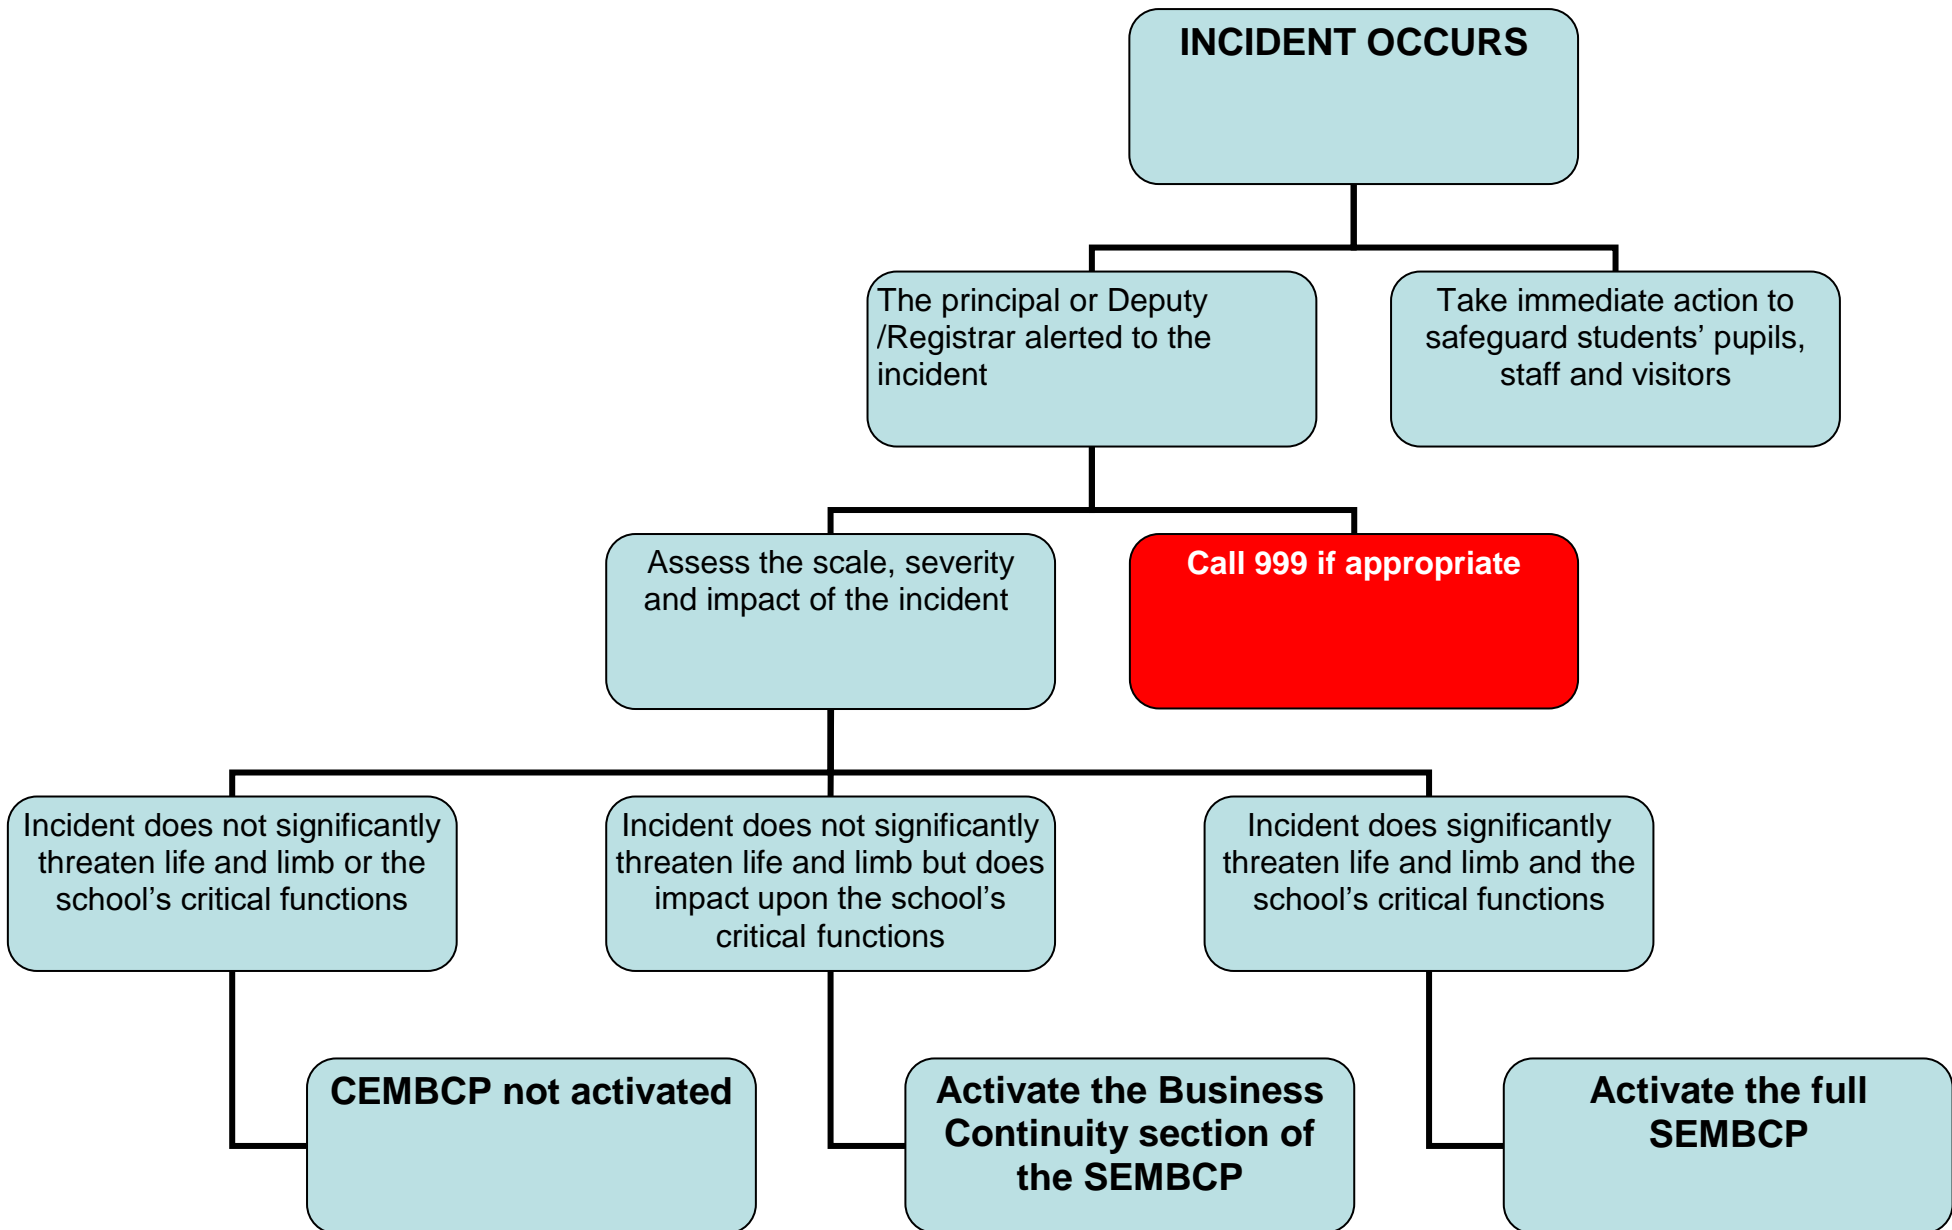 INCIDENT OCCURS
The principal or Deputy
/Registrar alerted to the
incident
Take immediate action to
safeguard students’ pupils,
staff and visitors
Assess the scale, severity
and impact of the incident
Call 999 if appropriate
Incident does not significantly
threaten life and limb or the
school’s critical functions
Incident does not significantly
threaten life and limb but does
impact upon the school’s
critical functions
Incident does significantly
threaten life and limb and the
school’s critical functions
CEMBCP not activated
Activate the Business
Continuity section of
the SEMBCP
Activate the full
SEMBCP